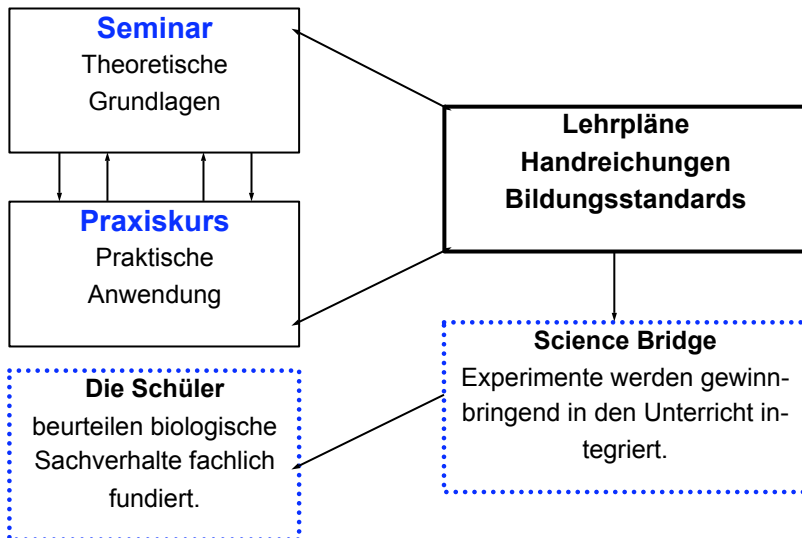 Seminar
Theoretische
Grundlagen
Lehrpläne
Handreichungen
Bildungsstandards
Praxiskurs
Praktische
Anwendung
Science Bridge
Experimente werden gewinn-
bringend in den Unterricht in-
tegriert.
Die Schüler
beurteilen biologische
Sachverhalte fachlich
fundiert.